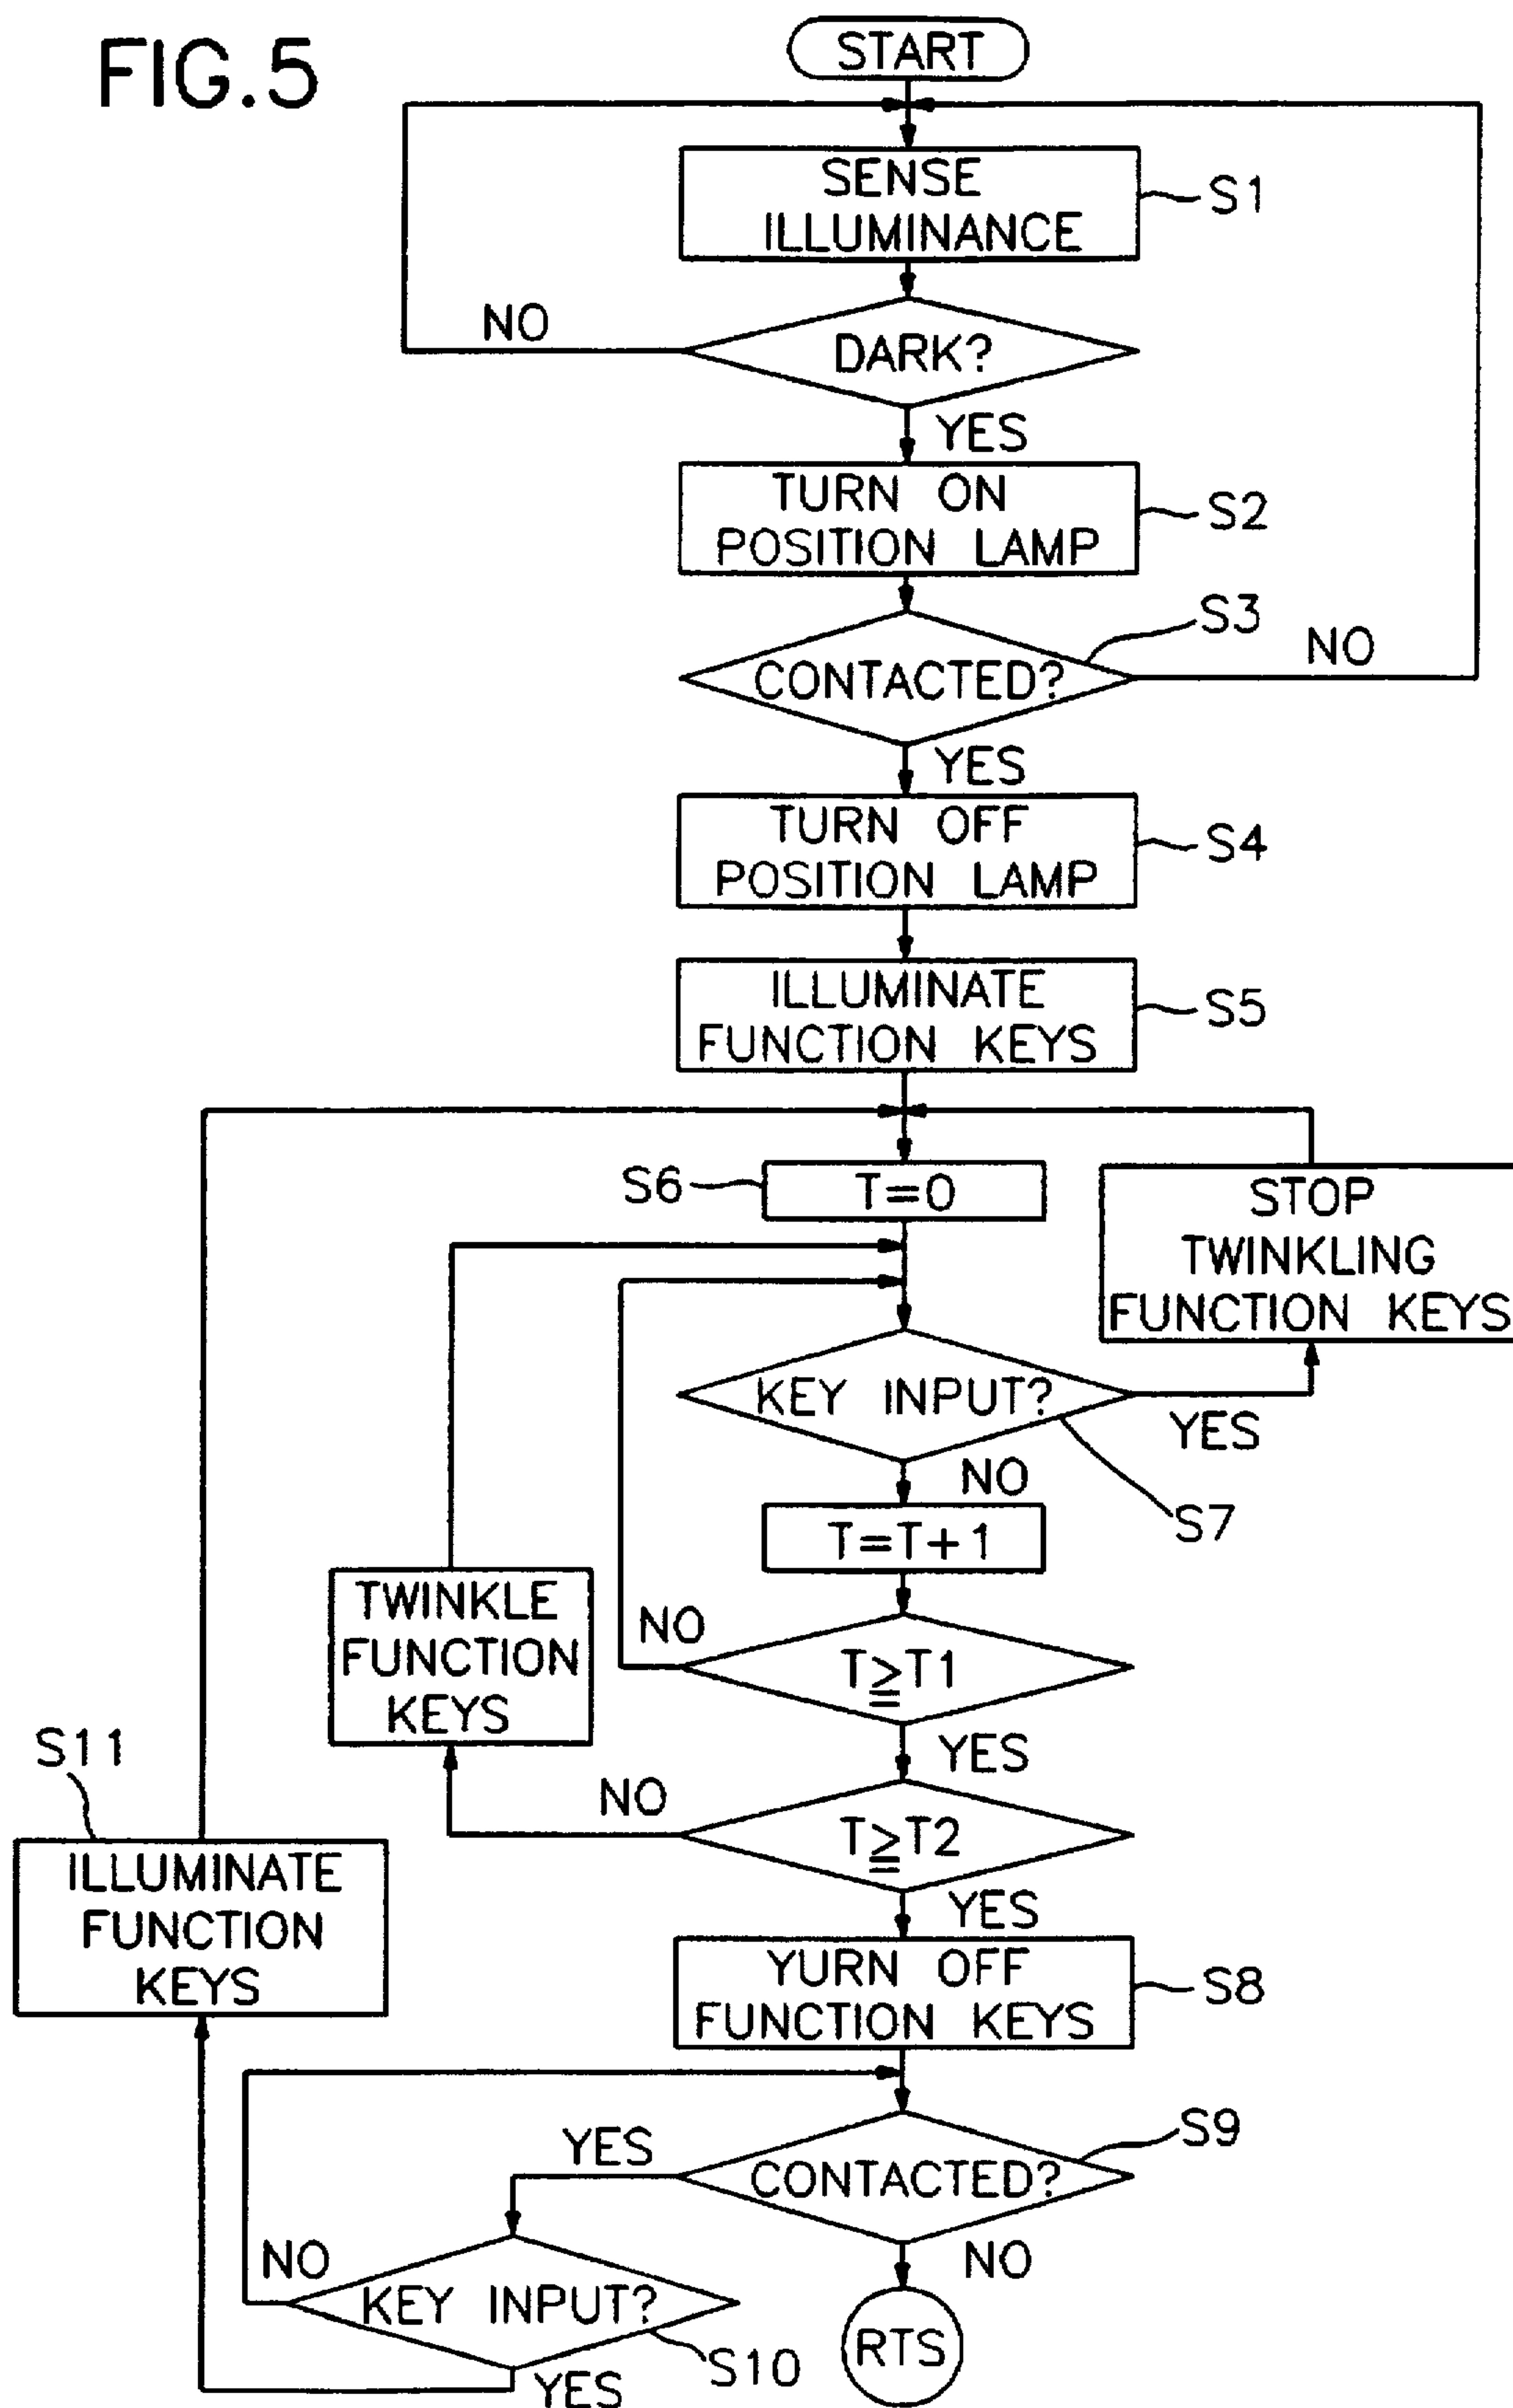 FIG.5
START
SENSE
ILLUMINANCE
S1
NO
DARK?
YES
TURN ON
POSITION LAMP
S2
S3
CONTACTED?
NO
YES
TURN OFF
POSITION LAMP
S4
ILLUMINATE
FUNCTION KEYS
S5
S6
T=0
STOP
TWINKLING
FUNCTION KEYS
KEY INPUT?
YES
NO
S7
T=T+1
TWINKLE
FUNCTION
KEYS
NO
T≧T1
YES
S11
NO
T≧T2
YES
ILLUMINATE
FUNCTION
KEYS
YURN OFF
FUNCTION KEYS
S8
S9
YES
CONTACTED?
NO
NO
KEY INPUT?
S10
YES
RTS